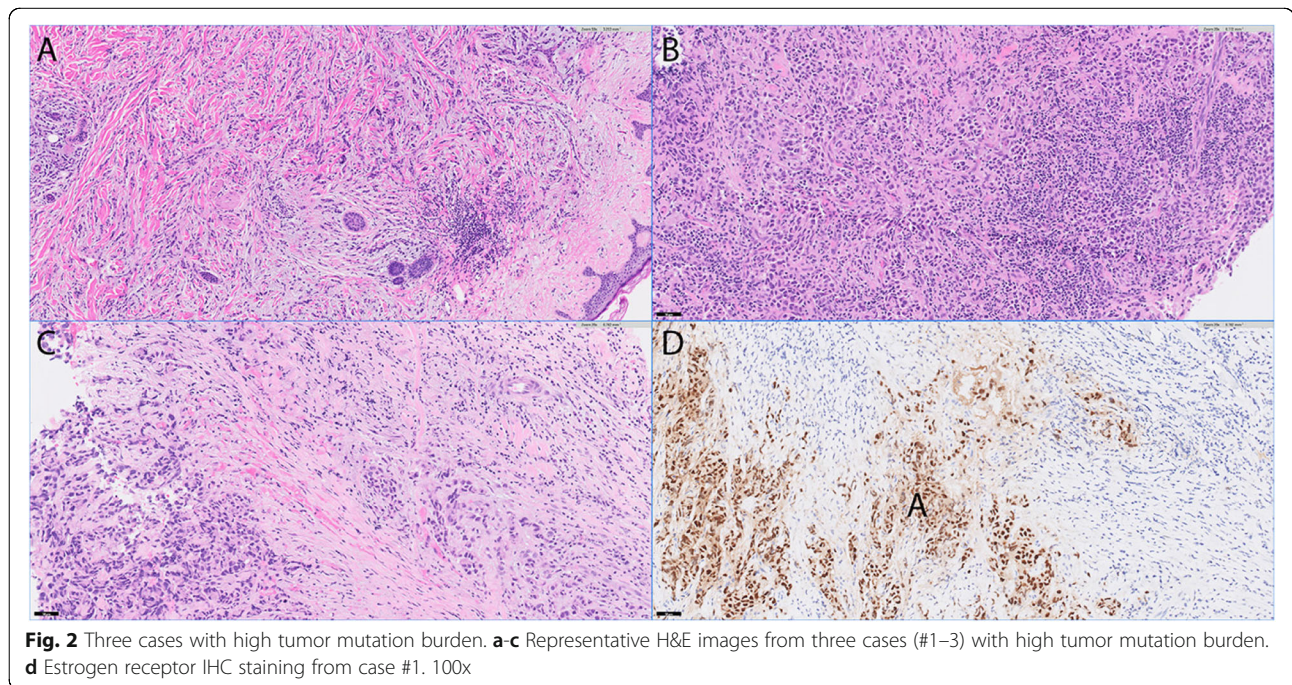 A
B
C
D
A
Fig. 2 Three cases with high tumor mutation burden. a-c Representative H&E images from three cases (#1–3) with high tumor mutation burden.
d Estrogen receptor IHC staining from case #1. 100x